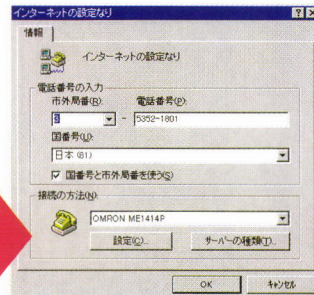 インターネットの設定なり
情報
インターネットの設定なり
電話番号の入力
市外局番(R): 電話番号(P):
3 - 5352-1801
国番号(U):
日本 (81)
国番号と市外局番を使う(S)
接続の方法(N)
OMRON ME1414P
設定(C)... サーバーの種類(T)...
OK キャンセル